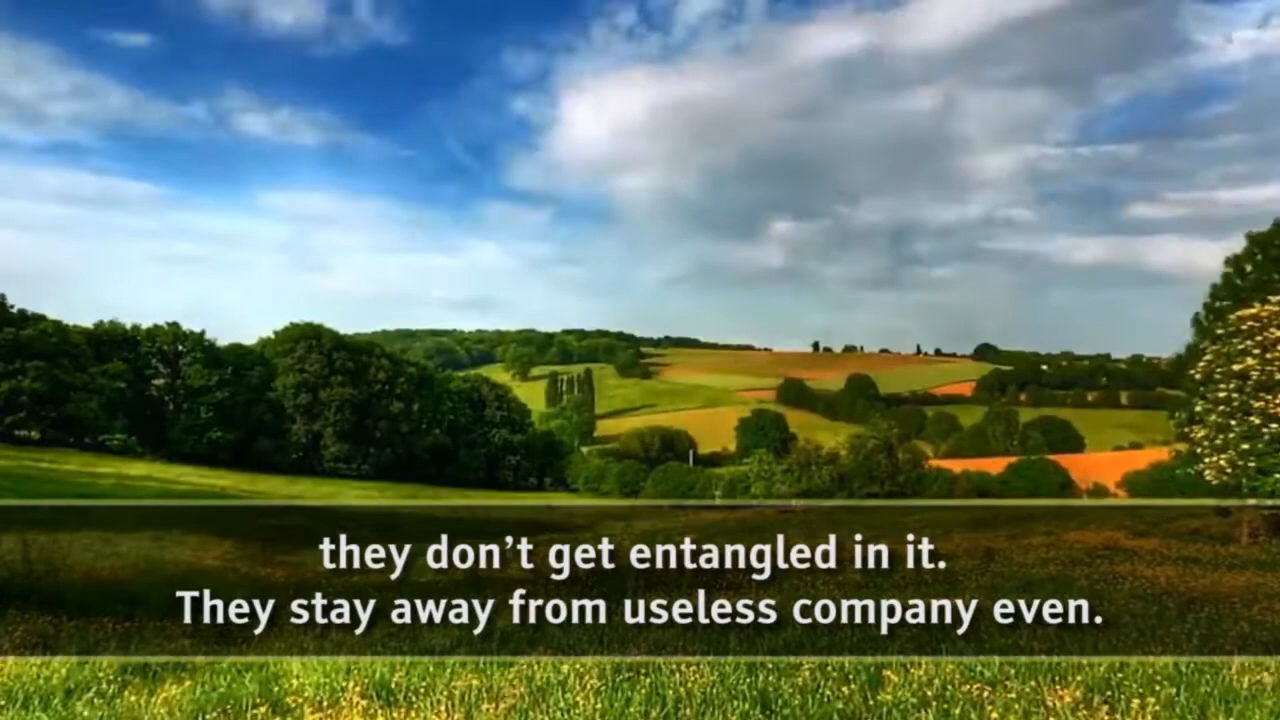 they don’t get entangled in it.
They stay away from useless company even.